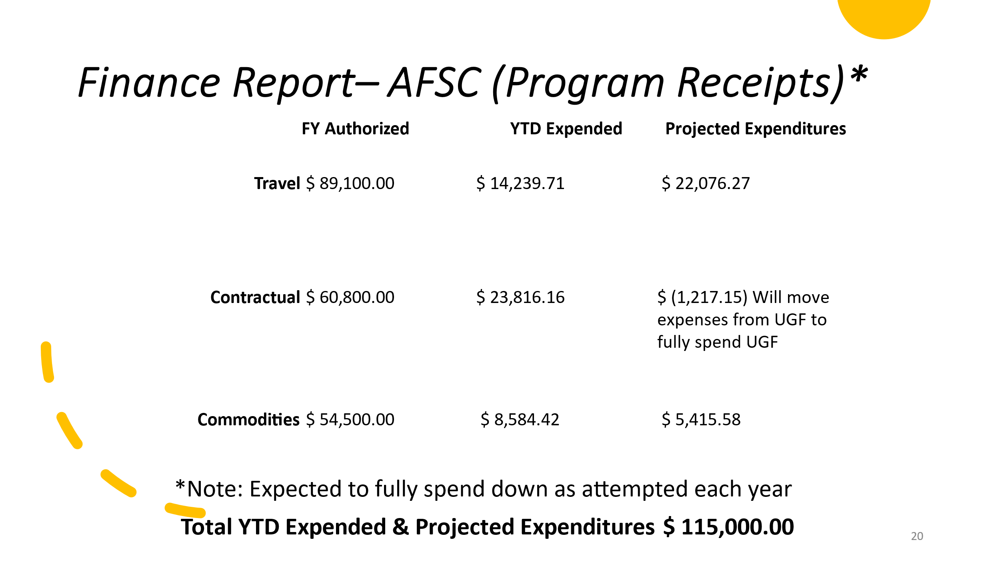 Finance Report– AFSC (Program Receipts)*
FY Authorized YTD Expended Projected Expenditures
Travel $ 89,100.00 $ 14,239.71 $ 22,076.27
Contractual $ 60,800.00 $ 23,816.16 $ (1,217.15) Will move
expenses from UGF to
fully spend UGF
Commodities $ 54,500.00 $ 8,584.42 $ 5,415.58
*Note: Expected to fully spend down as attempted each year
Total YTD Expended & Projected Expenditures $ 115,000.00
20